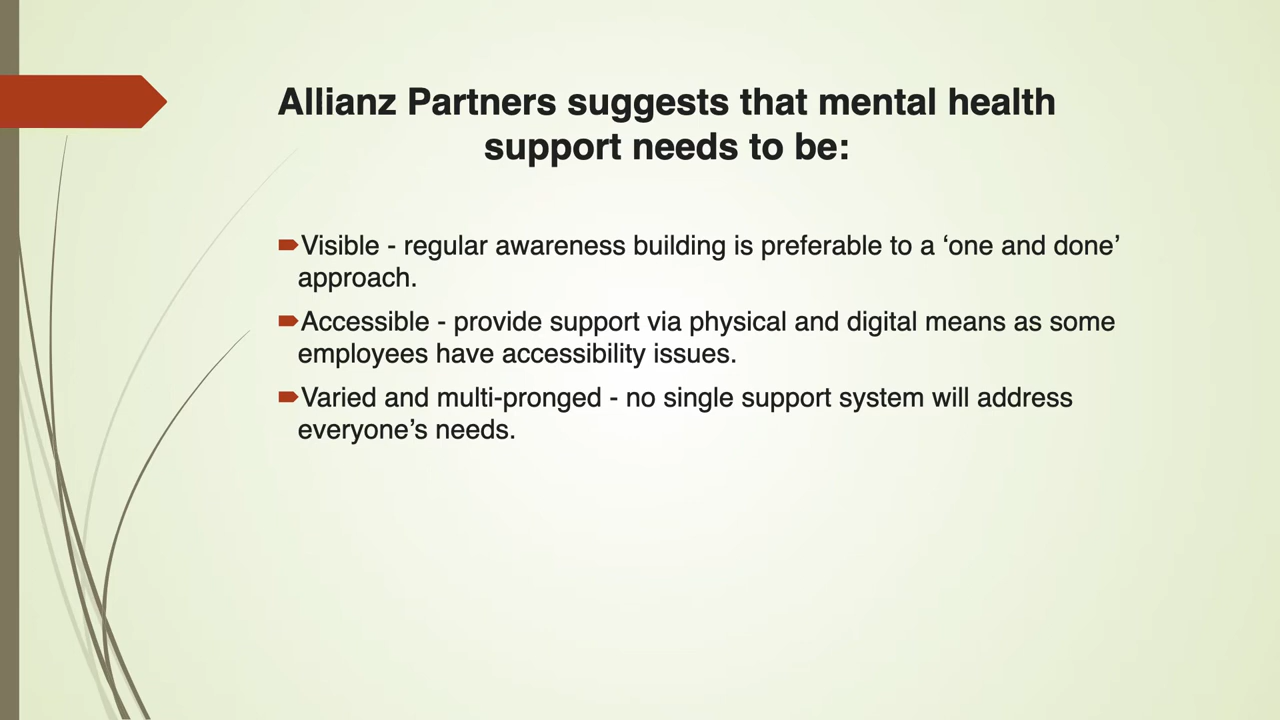 Allianz Partners suggests that mental health
support needs to be:
Visible - regular awareness building is preferable to a ‘one and done’
approach.
Accessible - provide support via physical and digital means as some
employees have accessibility issues.
Varied and multi-pronged - no single support system will address
everyone’s needs.